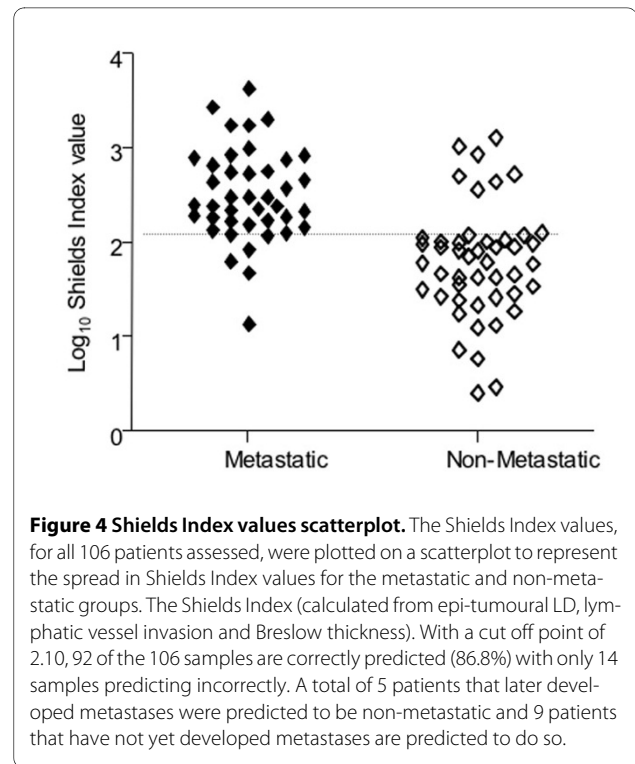 4
3
2
1
0
Log10 Shields Index value
Metastatic
Non-Metastatic
Figure 4 Shields Index values scatterplot. The Shields Index values,
for all 106 patients assessed, were plotted on a scatterplot to represent
the spread in Shields Index values for the metastatic and non-meta-
static groups. The Shields Index (calculated from epi-tumoural LD, lym-
phatic vessel invasion and Breslow thickness). With a cut off point of
2.10, 92 of the 106 samples are correctly predicted (86.8%) with only 14
samples predicting incorrectly. A total of 5 patients that later devel-
oped metastases were predicted to be non-metastatic and 9 patients
that have not yet developed metastases are predicted to do so.